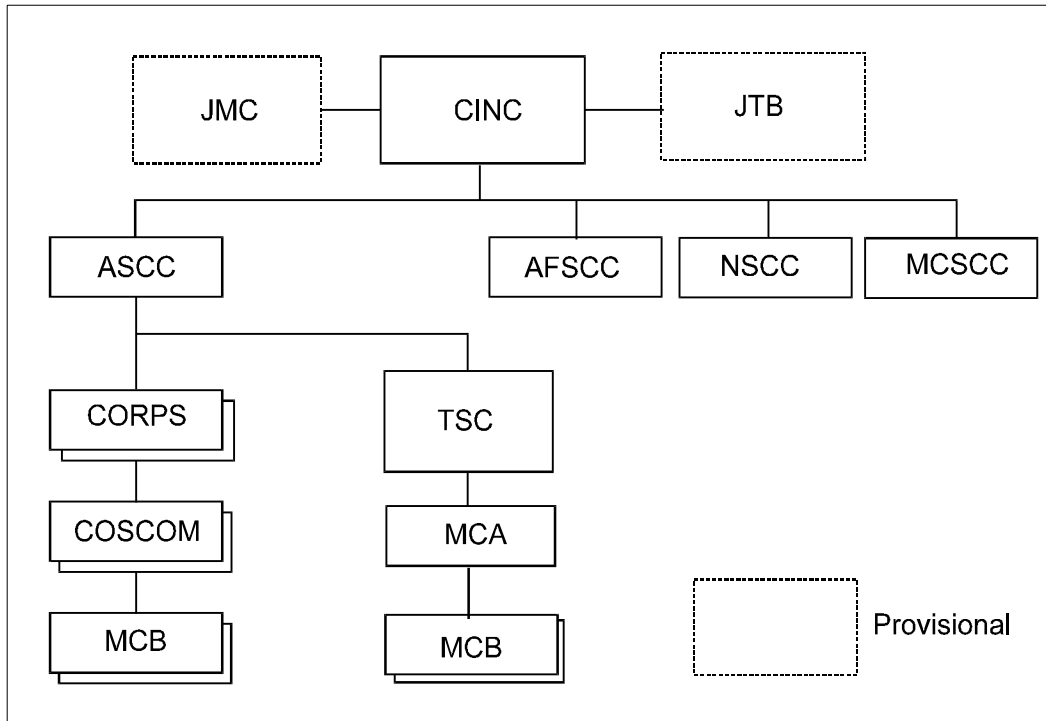 JMC
CINC
JTB
ASCC
AFSCC
NSCC
MCSCC
CORPS
TSC
COSCOM
MCA
MCB
MCB
Provisional